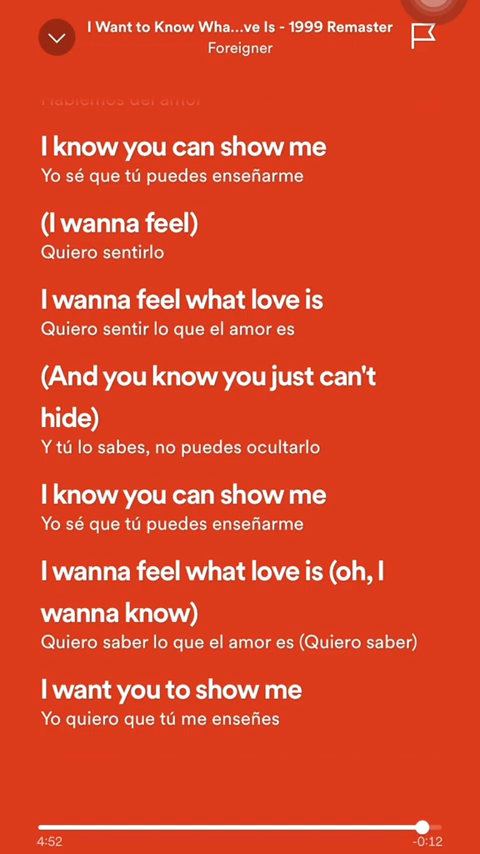 I Want to Know Wha...ve Is - 1999 Remaster
Foreigner
Hablemos del amor
I know you can show me
Yo sé que tú puedes enseñarme
(I wanna feel)
Quiero sentirlo
I wanna feel what love is
Quiero sentir lo que el amor es
(And you know you just can't
hide)
Y tú lo sabes, no puedes ocultarlo
I know you can show me
Yo sé que tú puedes enseñarme
I wanna feel what love is (oh, I
wanna know)
Quiero saber lo que el amor es (Quiero saber)
I want you to show me
Yo quiero que tú me enseñes
4:52
-0:12